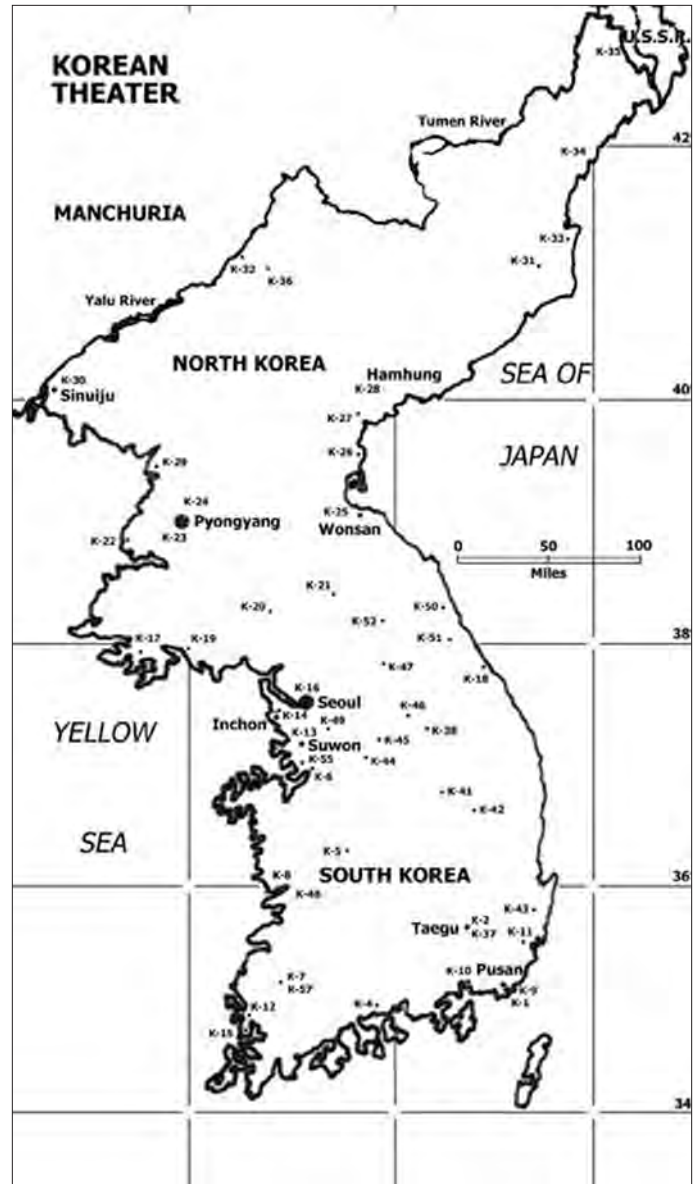 U.S.S.R.
K-35
KOREAN
THEATER
Tumen River
42°
K-34
MANCHURIA
K-33
K-32
K-31
K-36
Yalu River
NORTH KOREA
Hamhung
SEA OF
K-30
Sinuiju
K-28
40°
K-27
K-29
K-26
JAPAN
K-24
K-25
Pyongyang
Wonsan
K-22
K-23
0 50 100
Miles
K-21
K-20
K-50
K-52
K-51
38°
K-17
K-19
K-47
K-18
K-16
Seoul
K-46
K-14
Inchon
K-49
YELLOW
K-13
K-38
Suwon
K-45
K-55
K-44
K-6
K-41
K-42
SEA
K-5
K-8
SOUTH KOREA
36°
K-48
K-43
K-2
Taegu
K-37
K-11
K-7
K-10
Pusan
K-57
K-9
K-4
K-1
K-12
K-15
34°